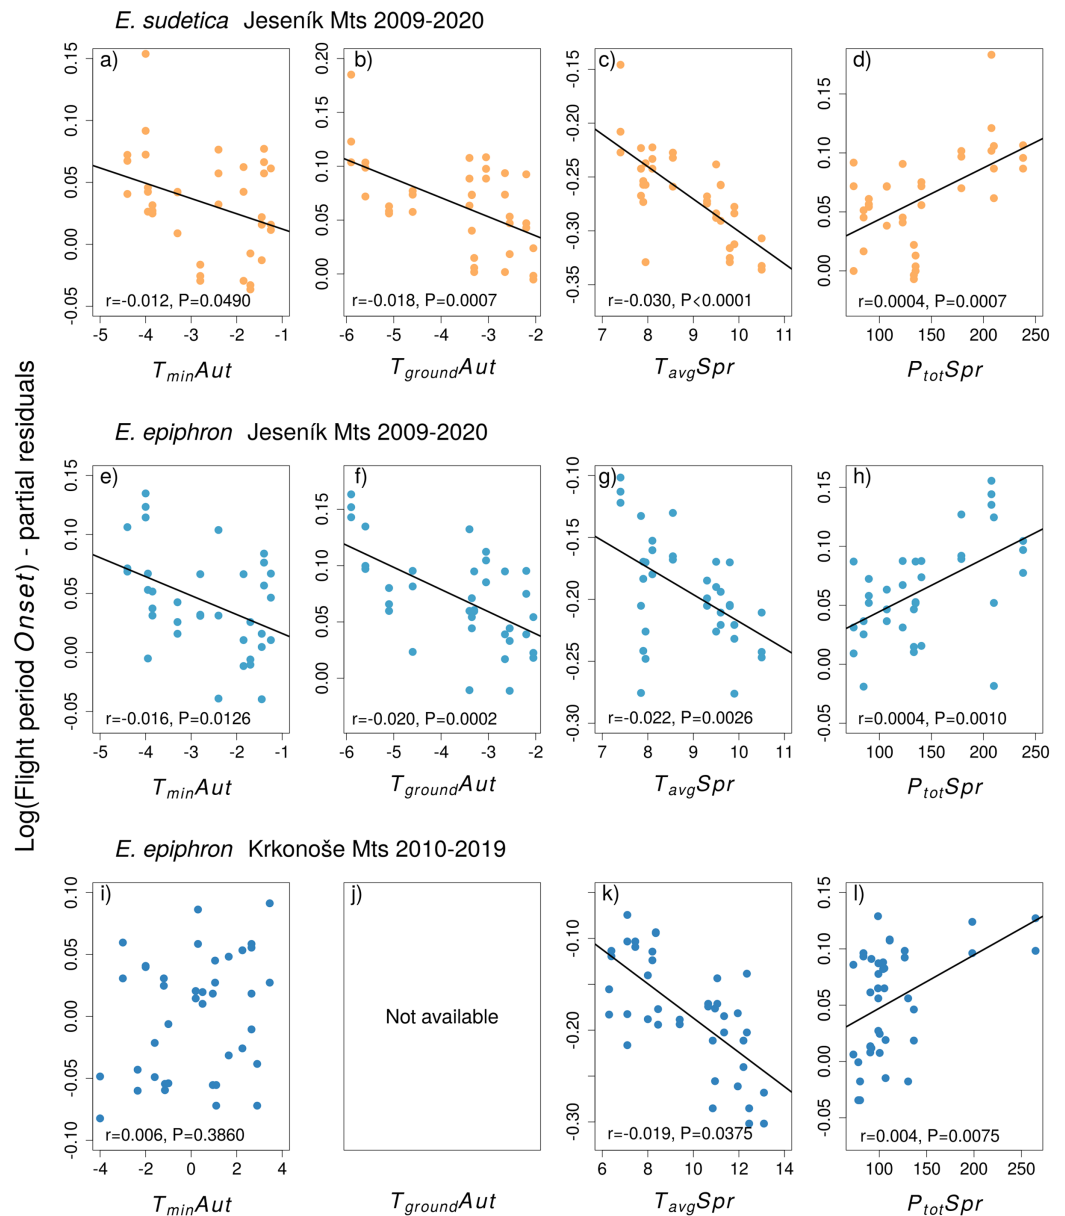 E. sudetica Jeseník Mts 2009-2020
a)
0.15
0.10
0.05
0.00
-0.05
r=-0.012, P=0.0490
-5 -4 -3 -2 -1
TminAut
b)
0.20
0.15
0.10
0.05
0.00
r=-0.018, P=0.0007
-6 -5 -4 -3 -2
TgroundAut
c)
-0.15
-0.20
-0.25
-0.30
-0.35
r=-0.030, P<0.0001
7 8 9 10 11
TavgSpr
d)
0.15
0.10
0.05
0.00
r=0.0004, P=0.0007
100 150 200 250
PtotSpr
Log(Flight period Onset) - partial residuals
E. epiphron Jeseník Mts 2009-2020
e)
0.15
0.10
0.05
0.00
-0.05
r=-0.016, P=0.0126
-5 -4 -3 -2 -1
TminAut
f)
0.15
0.10
0.05
0.00
r=-0.020, P=0.0002
-6 -5 -4 -3 -2
TgroundAut
g)
-0.10
-0.15
-0.20
-0.25
-0.30
r=-0.022, P=0.0026
7 8 9 10 11
TavgSpr
h)
0.15
0.10
0.05
0.00
-0.05
r=0.0004, P=0.0010
100 150 200 250
PtotSpr
E. epiphron Krkonoše Mts 2010-2019
i)
0.10
0.05
0.00
-0.05
-0.10
r=0.006, P=0.3860
-4 -2 0 2 4
TminAut
j)
Not available
TgroundAut
k)
-0.10
-0.20
-0.30
r=-0.019, P=0.0375
6 8 10 12 14
TavgSpr
l)
0.15
0.10
0.05
0.00
-0.05
r=0.004, P=0.0075
100 150 200 250
PtotSpr